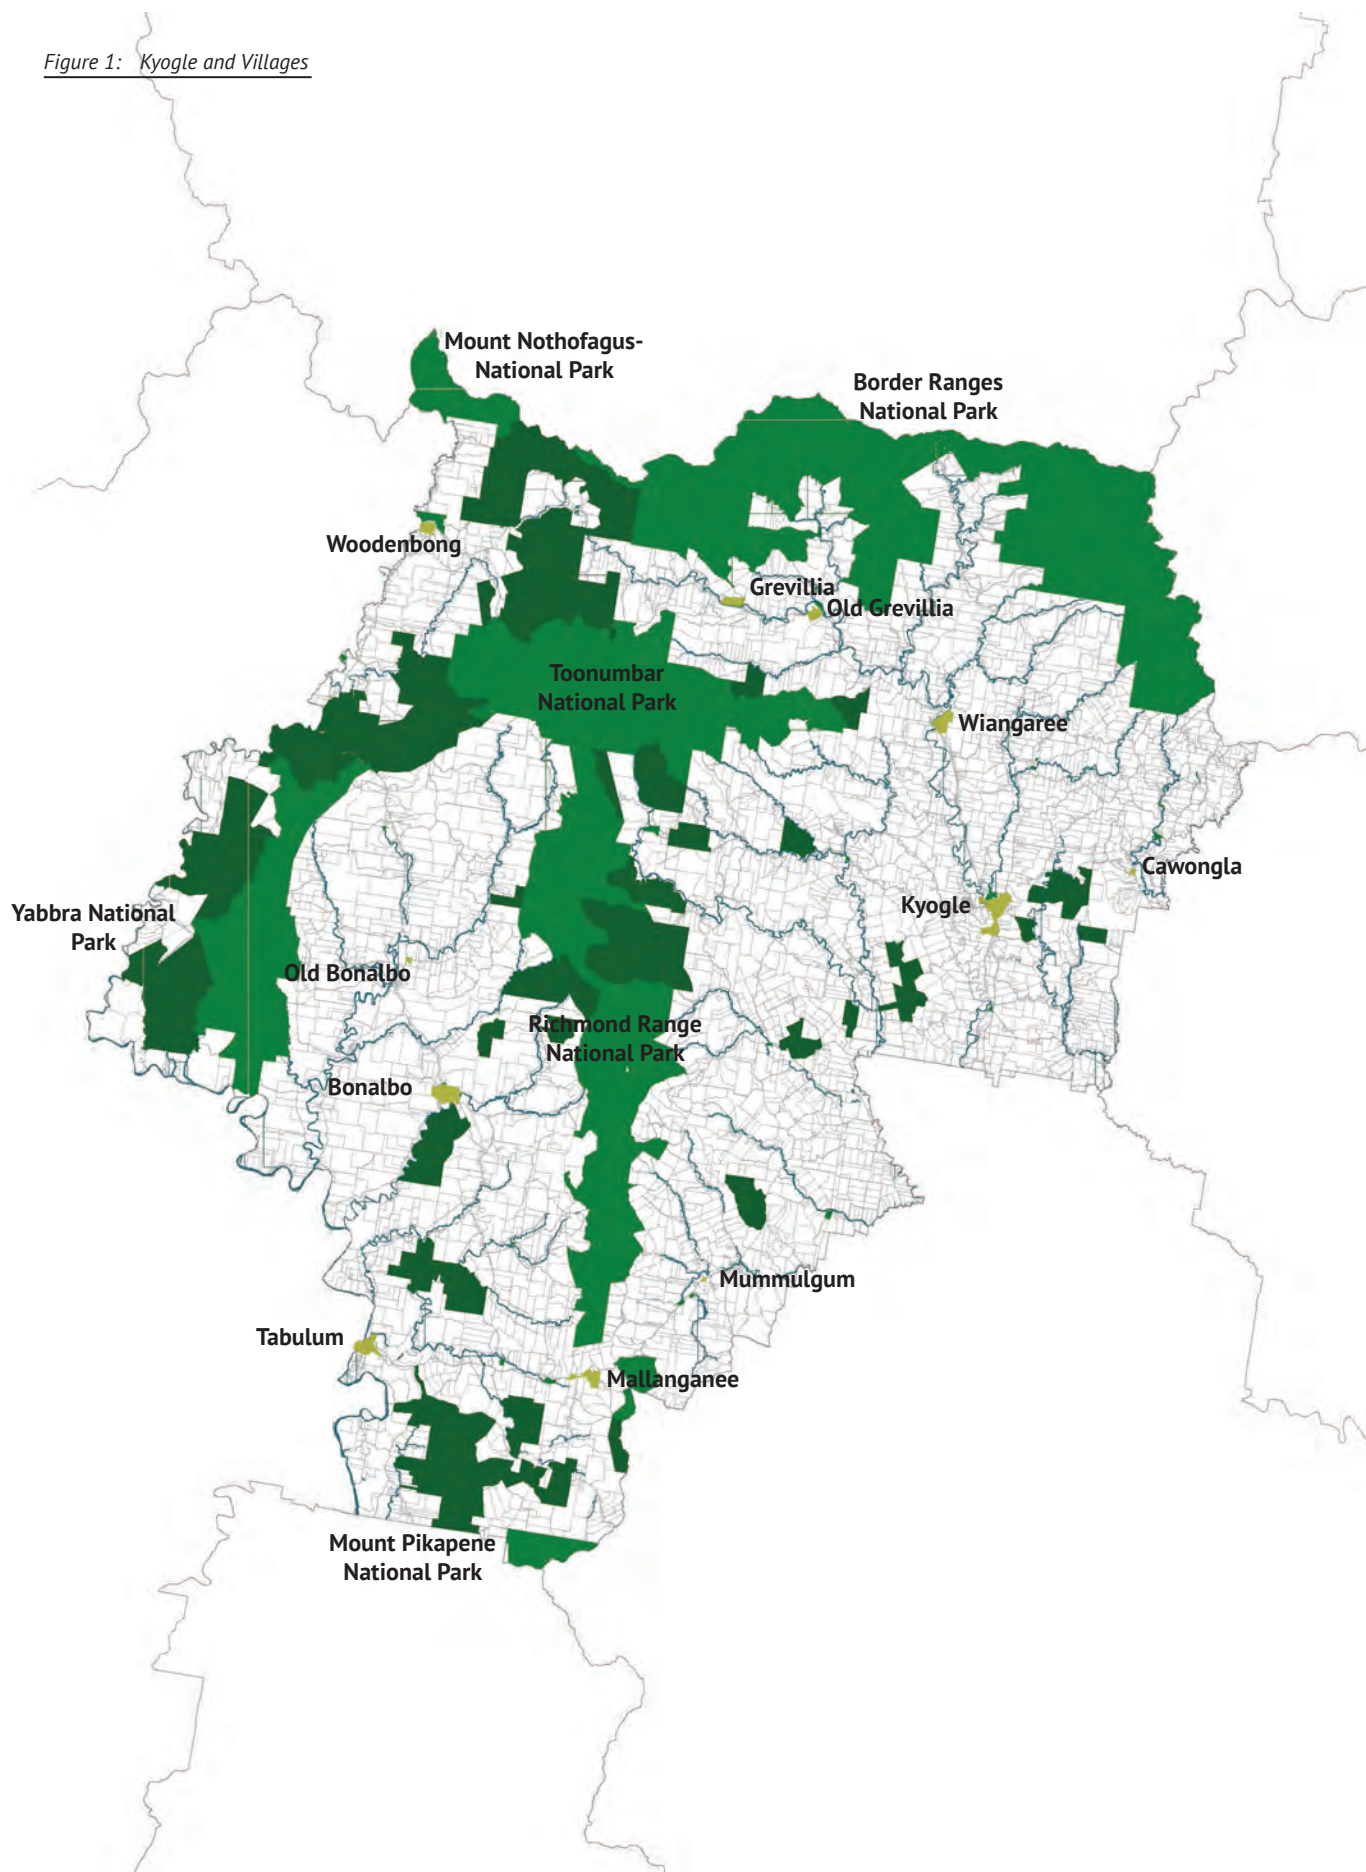 Figure 1: Kyogle and Villages
Mount Nothofagus-
National Park
Border Ranges
National Park
Woodenbong
Grevillia
Old Grevillia
Toonumbar
National Park
Wiangaree
Cawongla
Kyogle
Yabbra National
Park
Old Bonalbo
Richmond Range
National Park
Bonalbo
Mummulgum
Tabulum
Mallanganee
Mount Pikapene
National Park